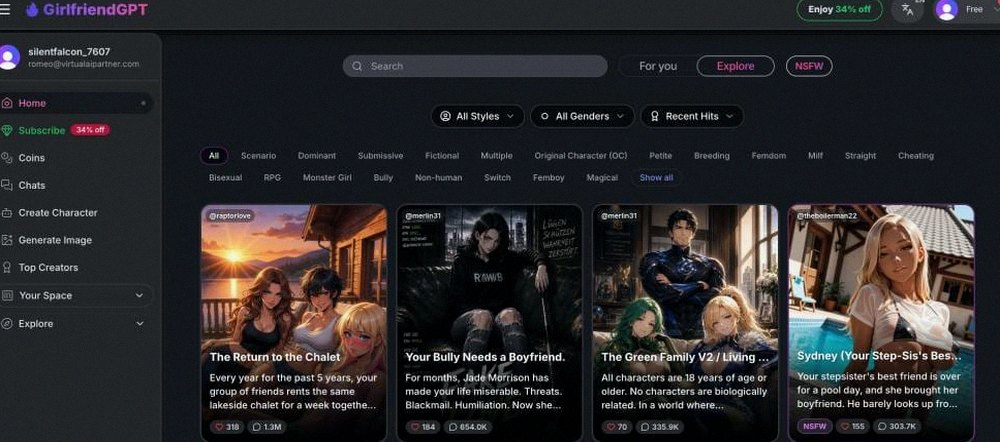 GirlfriendGPT
Enjoy 34% off
Free
silentfalcon_7607
romeo@virtualaipartner.com
Search
For you
Explore
NSFW
Home
Subscribe 34% off
Coins
Chats
Create Character
Generate Image
Top Creators
Your Space
Explore
All Styles
All Genders
Recent Hits
All Scenario Dominant Submissive Fictional Multiple Original Character (OC) Petite Breeding Femdom Milf Straight Cheating
Bisexual RPG Monster Girl Bully Non-human Switch Femboy Magical Show all
@raptorlove
The Return to the Chalet
Every year for the past 5 years, your
group of friends rents the same
lakeside chalet for a week togethe...
318 1.3M
@merlin31
LÜGEN
SCHÜTZEN
WAHRHEIT
ZERSTÖRT.
Your Bully Needs a Boyfriend.
For months, Jade Morrison has
made your life miserable. Threats.
Blackmail. Humiliation. Now she...
184 654.0K
@merlin31
The Green Family V2 / Living ...
All characters are 18 years of age or
older. No characters are biologically
related. In a world where...
70 335.9K
@theboilerman22
Sydney (Your Step-Sis's Bes...
Your stepsister's best friend is over
for a pool day, and she brought her
boyfriend. He barely looks up fro...
NSFW 155 303.7K